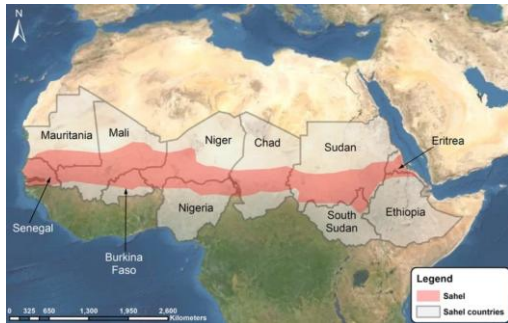 N
Mauritania
Mali
Niger
Chad
Sudan
Eritrea
Senegal
Burkina
Faso
Nigeria
South
Sudan
Ethiopia
Legend
Sahel
Sahel countries
0 325 650 1,300 1,950 2,600
Kilometers